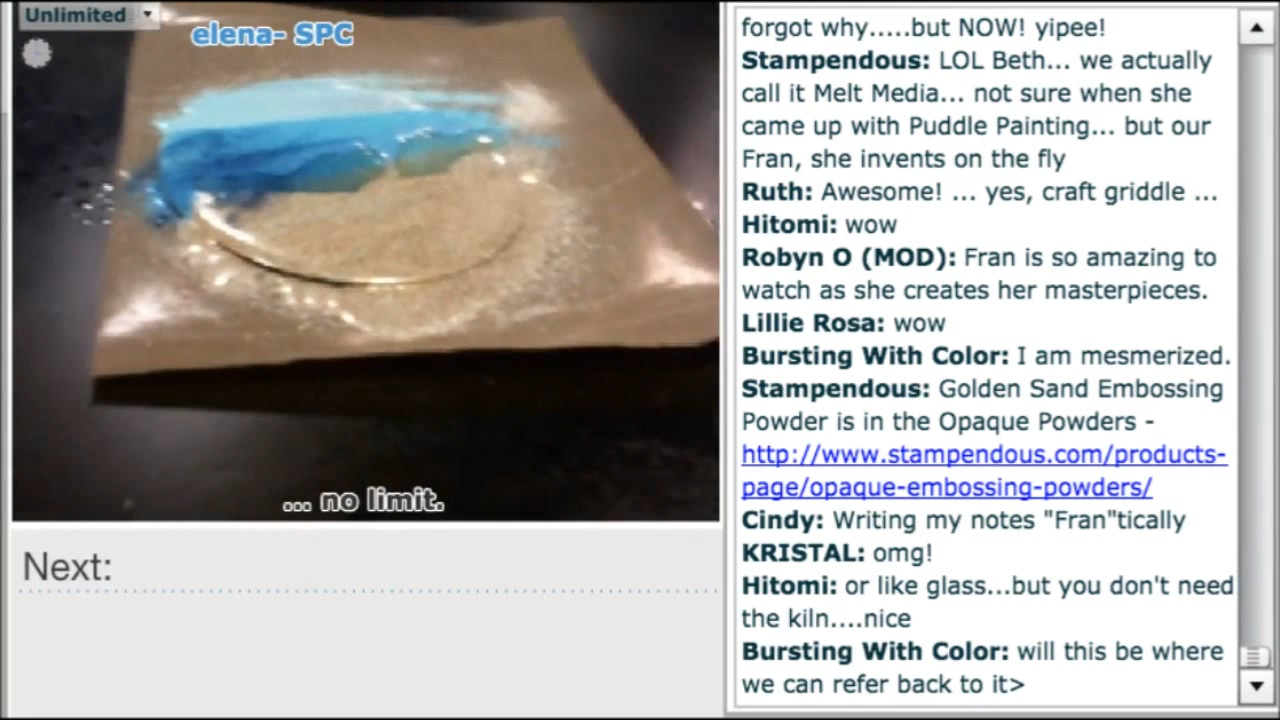 Unlimited
elena- SPC
... no limit.
Next:
forgot why.....but NOW! yipee!
Stampendous: LOL Beth... we actually
call it Melt Media... not sure when she
came up with Puddle Painting... but our
Fran, she invents on the fly
Ruth: Awesome! ... yes, craft griddle ...
Hitomi: wow
Robyn O (MOD): Fran is so amazing to
watch as she creates her masterpieces.
Lillie Rosa: wow
Bursting With Color: I am mesmerized.
Stampendous: Golden Sand Embossing
Powder is in the Opaque Powders -
http://www.stampendous.com/products-
page/opaque-embossing-powders/
Cindy: Writing my notes "Fran"tically
KRISTAL: omg!
Hitomi: or like glass...but you don't need
the kiln....nice
Bursting With Color: will this be where
we can refer back to it>